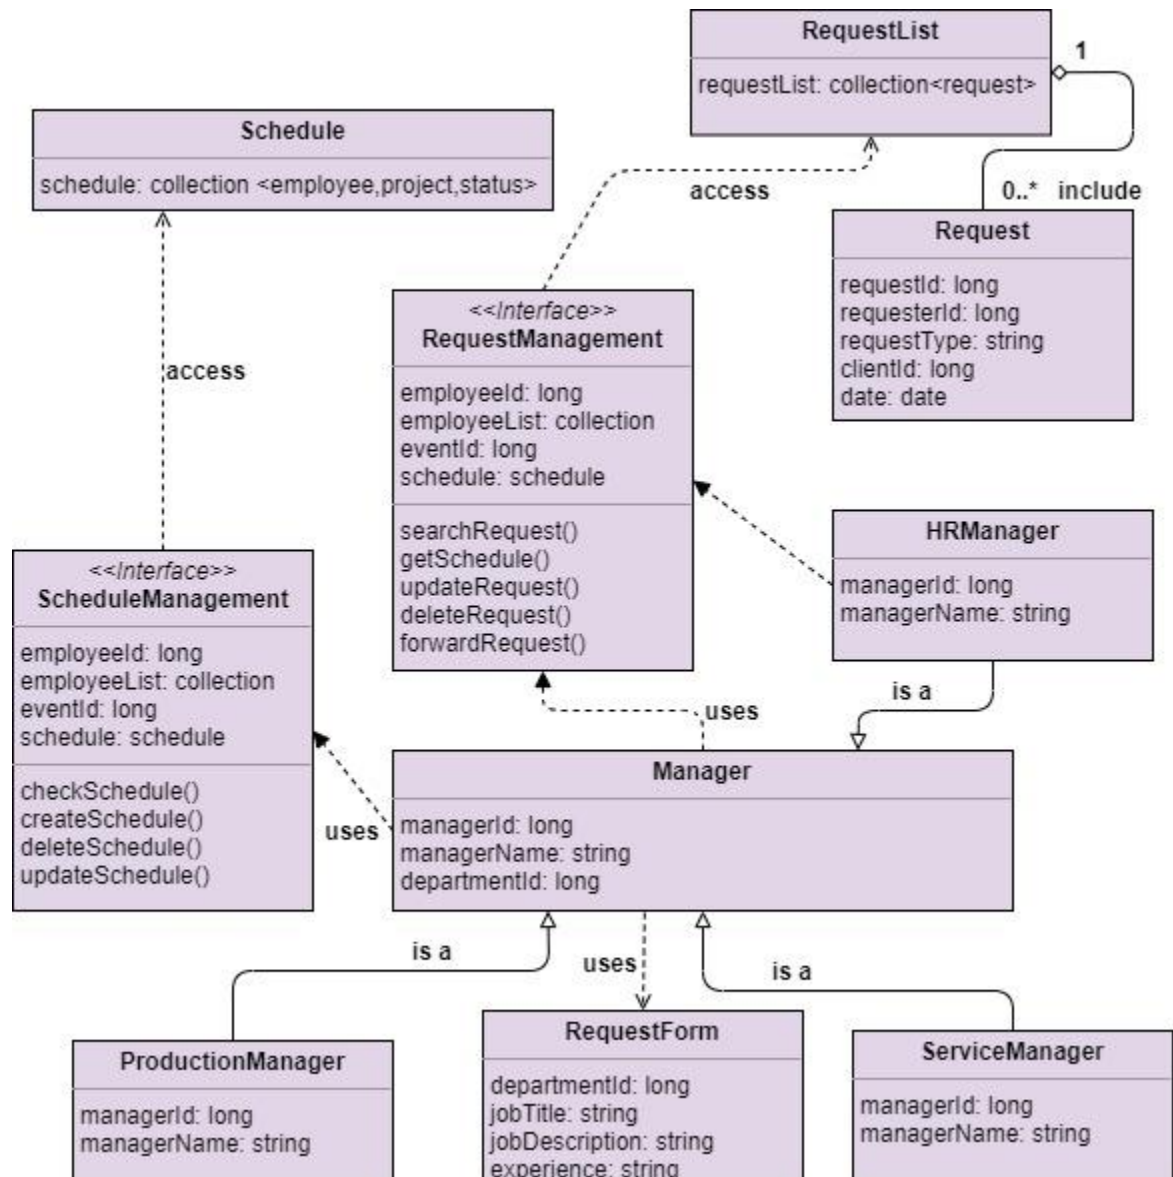 RequestList
requestList: collection<request>
1
Schedule
schedule: collection <employee,project,status>
access
0..* include
Request
requestId: long
requesterId: long
requestType: string
clientId: long
date: date
<<Interface>>
RequestManagement
employeeId: long
employeeList: collection
eventId: long
schedule: schedule
searchRequest()
getSchedule()
updateRequest()
deleteRequest()
forwardRequest()
access
HRManager
managerId: long
managerName: string
<<Interface>>
ScheduleManagement
employeeId: long
employeeList: collection
eventId: long
schedule: schedule
checkSchedule()
createSchedule()
deleteSchedule()
updateSchedule()
is a
uses
uses
Manager
managerId: long
managerName: string
departmentId: long
is a
uses
is a
ProductionManager
managerId: long
managerName: string
RequestForm
departmentId: long
jobTitle: string
jobDescription: string
experience: string
ServiceManager
managerId: long
managerName: string